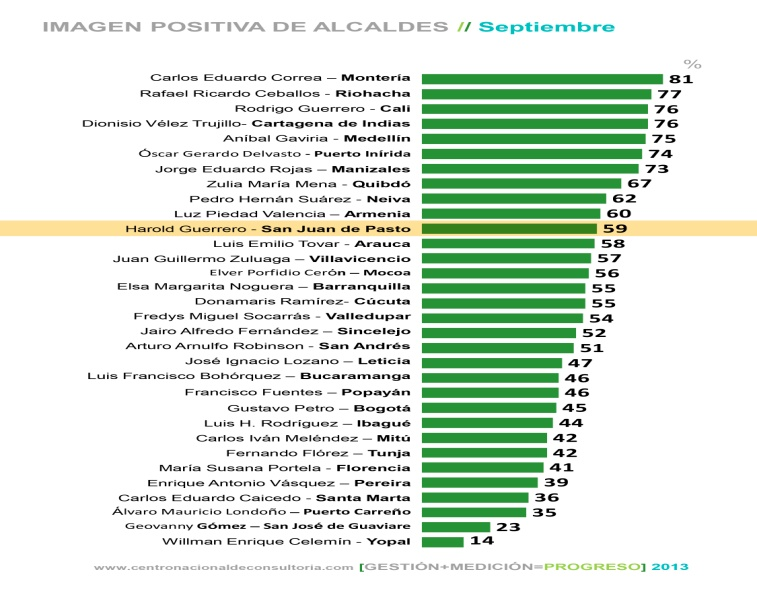 IMAGEN POSITIVA DE ALCALDES // Septiembre
%
Carlos Eduardo Correa – Montería 81
Rafael Ricardo Ceballos - Riohacha 77
Rodrigo Guerrero - Cali 76
Dionisio Vélez Trujillo- Cartagena de Indias 76
Aníbal Gaviria - Medellín 75
Óscar Gerardo Delvasto - Puerto Inírida 74
Jorge Eduardo Rojas – Manizales 73
Zulia María Mena - Quibdó 67
Pedro Hernán Suárez - Neiva 62
Luz Piedad Valencia – Armenia 60
Harold Guerrero - San Juan de Pasto 59
Luis Emilio Tovar - Arauca 58
Juan Guillermo Zuluaga – Villavicencio 57
Elver Porfidio Cerón – Mocoa 56
Elsa Margarita Noguera – Barranquilla 55
Donamaris Ramírez- Cúcuta 55
Fredys Miguel Socarrás - Valledupar 54
Jairo Alfredo Fernández – Sincelejo 52
Arturo Arnulfo Robinson - San Andrés 51
José Ignacio Lozano – Leticia 47
Luis Francisco Bohórquez – Bucaramanga 46
Francisco Fuentes – Popayán 46
Gustavo Petro – Bogotá 45
Luis H. Rodríguez – Ibagué 44
Carlos Iván Meléndez – Mitú 42
Fernando Flórez – Tunja 42
María Susana Portela - Florencia 41
Enrique Antonio Vásquez – Pereira 39
Carlos Eduardo Caicedo - Santa Marta 36
Álvaro Mauricio Londoño – Puerto Carreño 35
Geovanny Gómez – San José de Guaviare 23
Willman Enrique Celemín - Yopal 14
www.centronacionaldeconsultoria.com [GESTIÓN+MEDICIÓN=PROGRESO] 2013